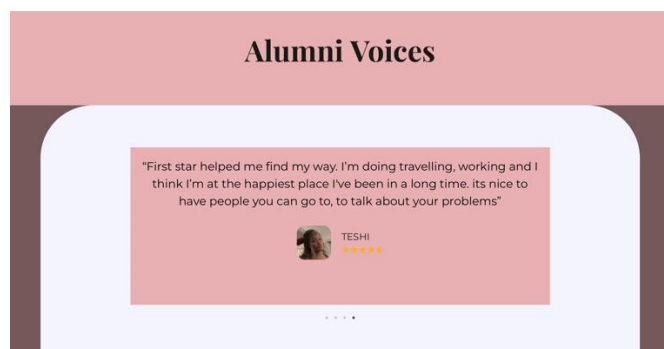 Alumni Voices
“First star helped me find my way. I’m doing travelling, working and I
think I’m at the happiest place I've been in a long time. its nice to
have people you can go to, to talk about your problems”
TESHI